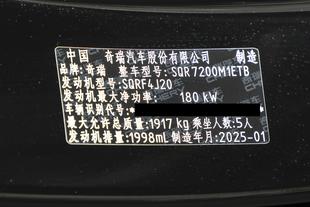 中国 奇瑞汽车股份有限公司 制造
品牌:奇瑞 整车型号:SQR7200M1ETB
发动机型号:SQRF4J20
发动机最大净功率: 180 kW
车辆识别代号:
最大允许总质量:1917 kg 乘坐人数:5人
发动机排量:1998mL 制造年月:2025-01